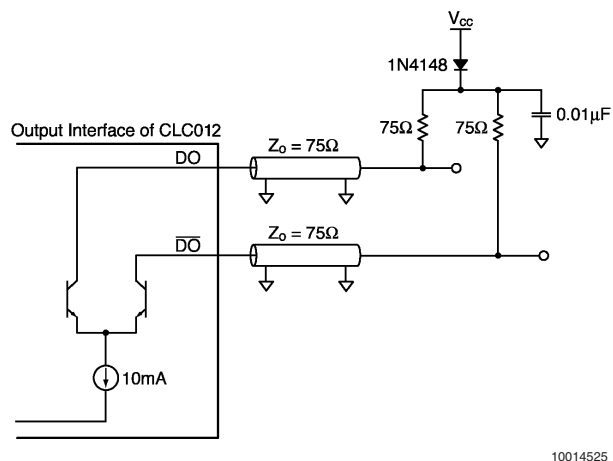 Vcc
1N4148
0.01µF
75Ω
75Ω
Output Interface of CLC012
DO
Zo = 75Ω
DO
Zo = 75Ω
10mA
10014525